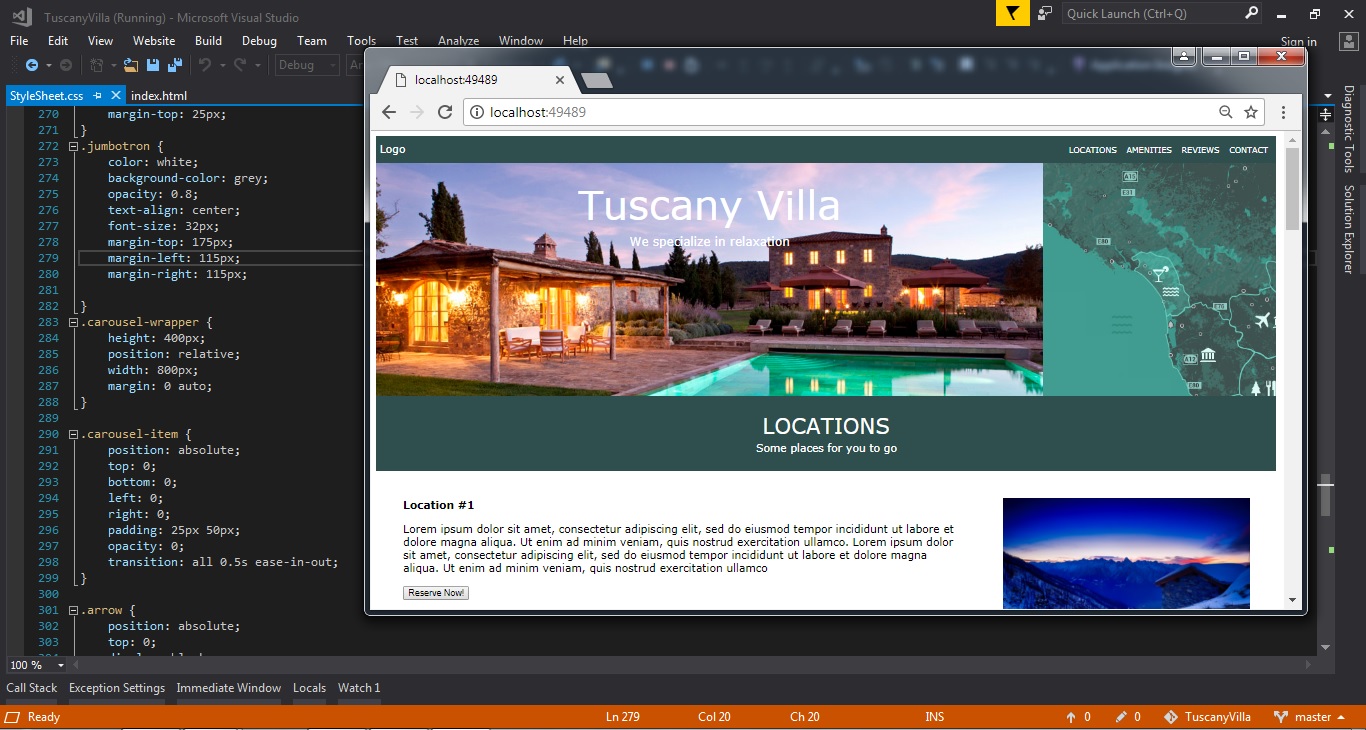 TuscanyVilla (Running) - Microsoft Visual Studio
Quick Launch (Ctrl+Q)
File Edit View Website Build Debug Team Tools Test Analyze Window Help
Sign in
Debug
StyleSheet.css
index.html
270 margin-top: 25px;
271 }
272 .jumbotron {
273 color: white;
274 background-color: grey;
275 opacity: 0.8;
276 text-align: center;
277 font-size: 32px;
278 margin-top: 175px;
279 margin-left: 115px;
280 margin-right: 115px;
281
282 }
283 .carousel-wrapper {
284 height: 400px;
285 position: relative;
286 width: 800px;
287 margin: 0 auto;
288 }
289
290 .carousel-item {
291 position: absolute;
292 top: 0;
293 bottom: 0;
294 left: 0;
295 right: 0;
296 padding: 25px 50px;
297 opacity: 0;
298 transition: all 0.5s ease-in-out;
299 }
300
301 .arrow {
302 position: absolute;
303 top: 0;
localhost:49489
localhost:49489
Logo
LOCATIONS AMENITIES REVIEWS CONTACT
Tuscany Villa
We specialize in relaxation
LOCATIONS
Some places for you to go
Location #1
Lorem ipsum dolor sit amet, consectetur adipiscing elit, sed do eiusmod tempor incididunt ut labore et
dolore magna aliqua. Ut enim ad minim veniam, quis nostrud exercitation ullamco. Lorem ipsum dolor
sit amet, consectetur adipiscing elit, sed do eiusmod tempor incididunt ut labore et dolore magna
aliqua. Ut enim ad minim veniam, quis nostrud exercitation ullamco
Reserve Now!
Diagnostic Tools
Solution Explorer
100 %
Call Stack Exception Settings Immediate Window Locals Watch 1
Ready
Ln 279
Col 20
Ch 20
INS
0
0
TuscanyVilla
master